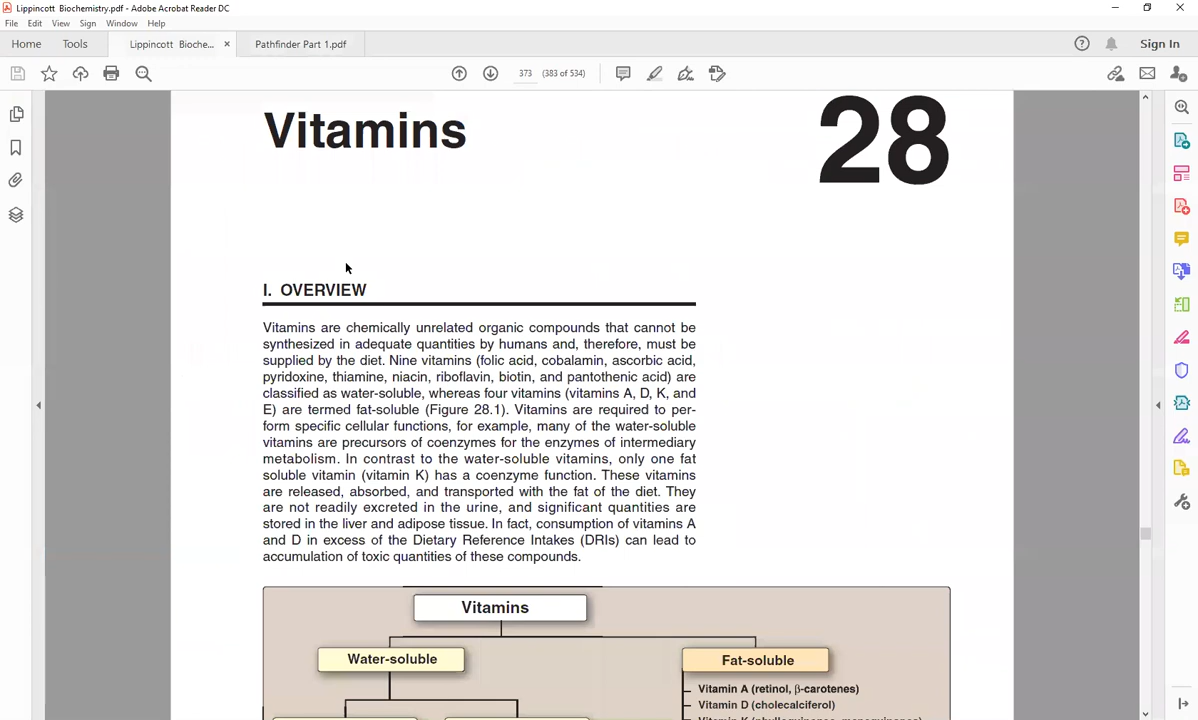 Lippincott Biochemistry.pdf - Adobe Acrobat Reader DC
File Edit View Sign Window Help
Home Tools Lippincott Bioche... × Pathfinder Part 1.pdf Sign In
373 (383 of 534)
Vitamins 28
I. OVERVIEW
Vitamins are chemically unrelated organic compounds that cannot be
synthesized in adequate quantities by humans and, therefore, must be
supplied by the diet. Nine vitamins (folic acid, cobalamin, ascorbic acid,
pyridoxine, thiamine, niacin, riboflavin, biotin, and pantothenic acid) are
classified as water-soluble, whereas four vitamins (vitamins A, D, K, and
E) are termed fat-soluble (Figure 28.1). Vitamins are required to per-
form specific cellular functions, for example, many of the water-soluble
vitamins are precursors of coenzymes for the enzymes of intermediary
metabolism. In contrast to the water-soluble vitamins, only one fat
soluble vitamin (vitamin K) has a coenzyme function. These vitamins
are released, absorbed, and transported with the fat of the diet. They
are not readily excreted in the urine, and significant quantities are
stored in the liver and adipose tissue. In fact, consumption of vitamins A
and D in excess of the Dietary Reference Intakes (DRIs) can lead to
accumulation of toxic quantities of these compounds.
Vitamins
Water-soluble
Fat-soluble
Vitamin A (retinol, β-carotenes)
Vitamin D (cholecalciferol)
Vitamin K